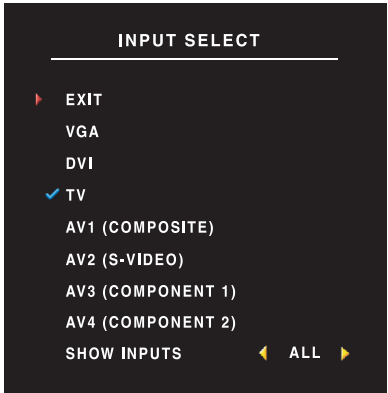 INPUT SELECT
EXIT
VGA
DVI
TV
AV1 (COMPOSITE)
AV2 (S-VIDEO)
AV3 (COMPONENT 1)
AV4 (COMPONENT 2)
SHOW INPUTS ALL